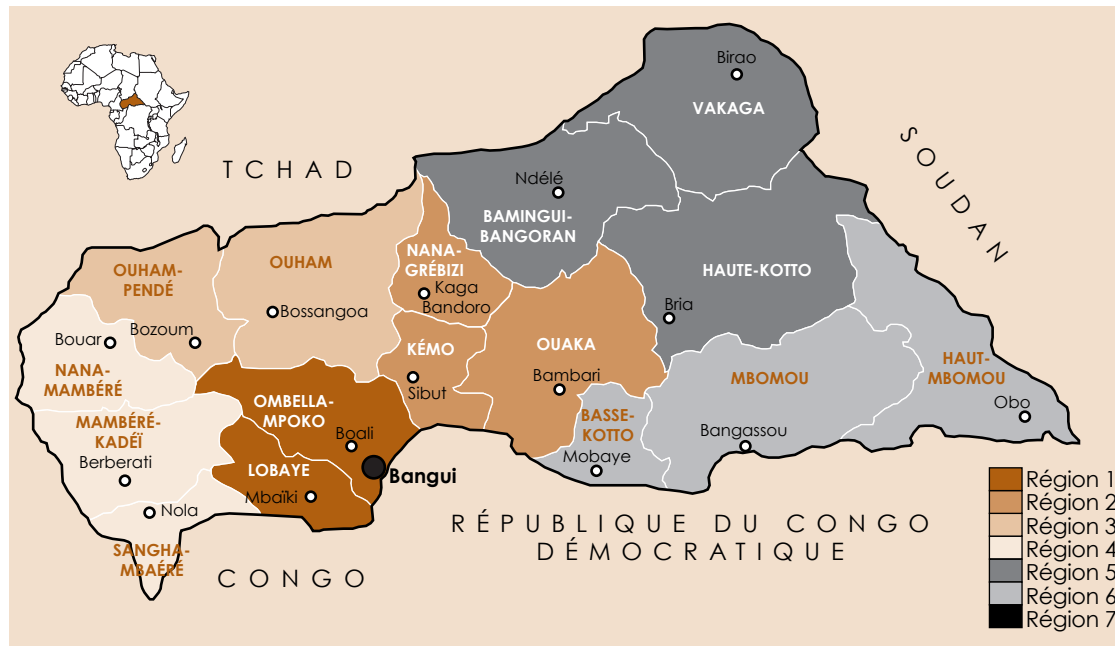 Birao
VAKAGA
SOUDAN
TCHAD
Ndélé
BAMINGUI-
BANGORAN
NANA-
GRÉBIZI
Kaga
Bandoro
HAUTE-KOTTO
OUHAM
OUHAM-
PENDÉ
Bossangoa
Bria
Bozoum
Bouar
NANA-
MAMBÉRÉ
KÉMO
Sibut
OUAKA
Bambari
MBOMOU
HAUT-
MBOMOU
Obo
OMBELLA-
MPOKO
Boali
MAMBÉRÉ-
KADÉÏ
Berberati
BASSE-
KOTTO
Mobaye
Bangassou
LOBAYE
Mbaïki
Bangui
Nola
SANGHA-
MBAÉRÉ
CONGO
RÉPUBLIQUE DU CONGO
DÉMOCRATIQUE
Région 1
Région 2
Région 3
Région 4
Région 5
Région 6
Région 7